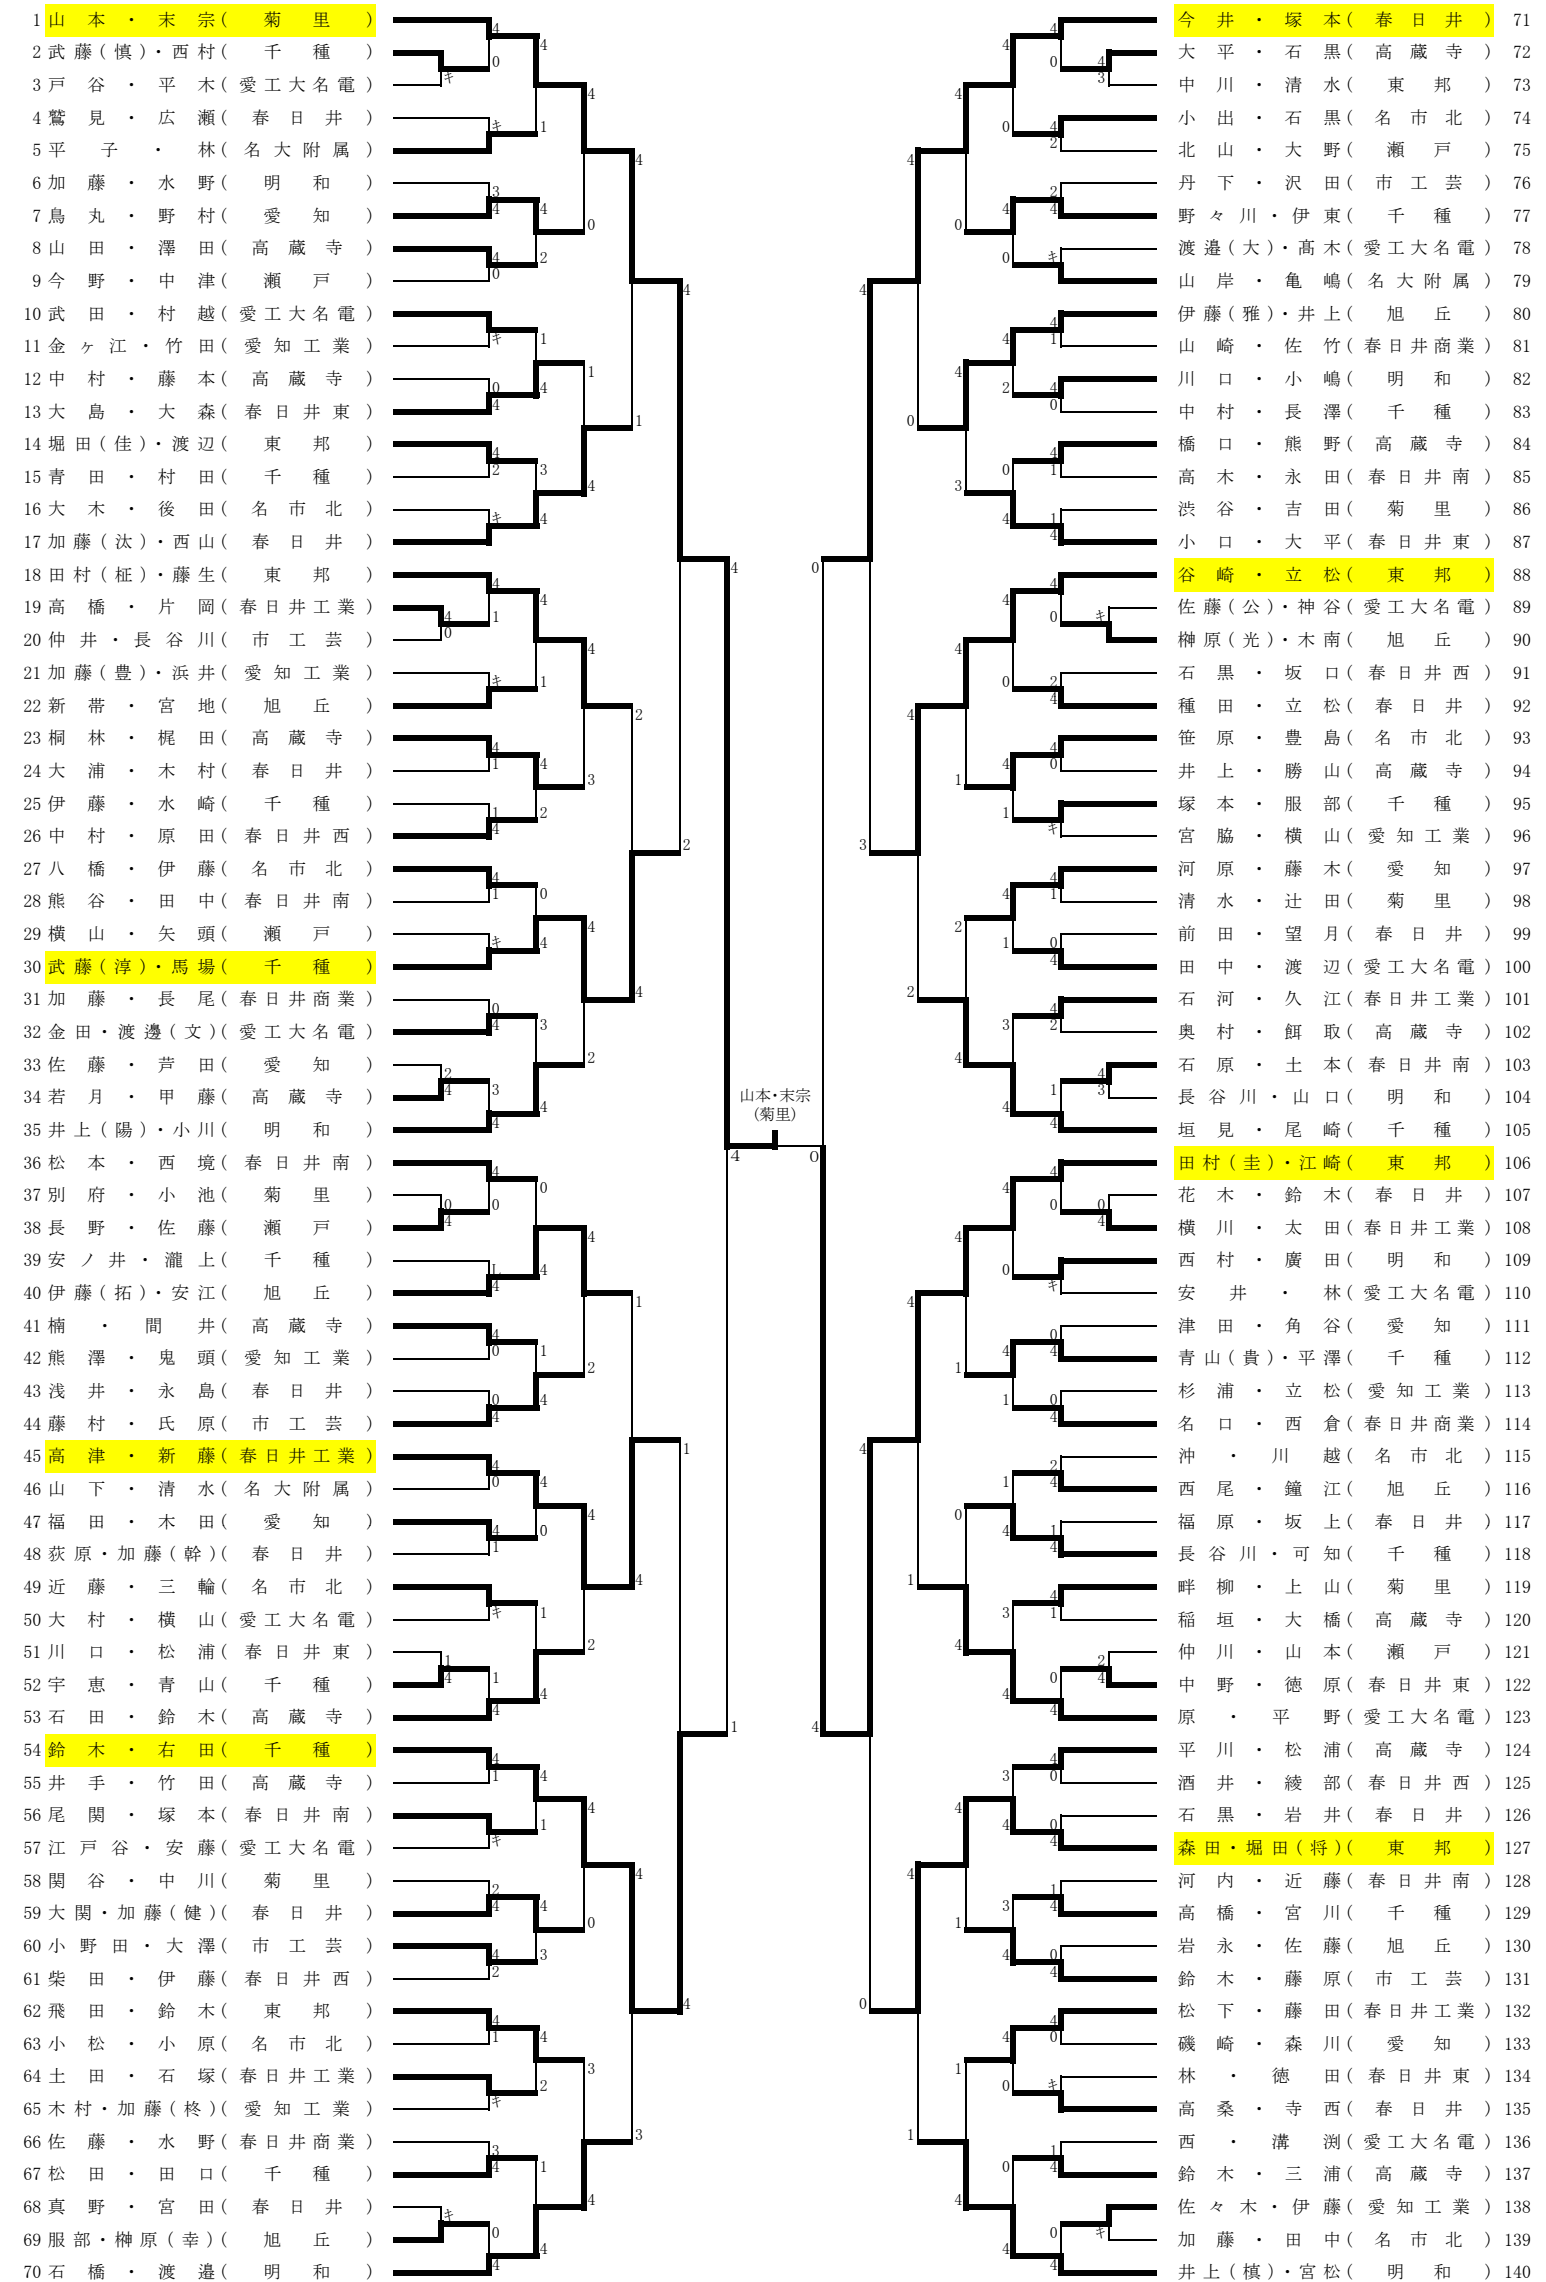 1 山本・末宗(菊里)
2 武藤(慎)・西村(千種)
3 戸谷・平木(愛工大名電)
4 鷲見・広瀬(春日井)
5 平子・林(名大附属)
6 加藤・水野(明和)
7 鳥丸・野村(愛知)
8 山田・澤田(高蔵寺)
9 今野・中津(瀬戸)
10 武田・村越(愛工大名電)
11 金ヶ江・竹田(愛知工業)
12 中村・藤本(高蔵寺)
13 大島・大森(春日井東)
14 堀田(佳)・渡辺(東邦)
15 青田・村田(千種)
16 大木・後田(名市北)
17 加藤(汰)・西山(春日井)
18 田村(柾)・藤生(東邦)
19 高橋・片岡(春日井工業)
20 仲井・長谷川(市工芸)
21 加藤(豊)・浜井(愛知工業)
22 新帯・宮地(旭丘)
23 桐林・梶田(高蔵寺)
24 大浦・木村(春日井)
25 伊藤・水崎(千種)
26 中村・原田(春日井西)
27 八橋・伊藤(名市北)
28 熊谷・田中(春日井南)
29 横山・矢頭(瀬戸)
30 武藤(淳)・馬場(千種)
31 加藤・長尾(春日井商業)
32 金田・渡邊(文)(愛工大名電)
33 佐藤・芦田(愛知)
34 若月・甲藤(高蔵寺)
35 井上(陽)・小川(明和)
36 松本・西境(春日井南)
37 別府・小池(菊里)
38 長野・佐藤(瀬戸)
39 安ノ井・瀧上(千種)
40 伊藤(拓)・安江(旭丘)
41 楠・間井(高蔵寺)
42 熊澤・鬼頭(愛知工業)
43 浅井・永島(春日井)
44 藤村・氏原(市工芸)
45 高津・新藤(春日井工業)
46 山下・清水(名大附属)
47 福田・木田(愛知)
48 荻原・加藤(幹)(春日井)
49 近藤・三輪(名市北)
50 大村・横山(愛工大名電)
51 川口・松浦(春日井東)
52 宇恵・青山(千種)
53 石田・鈴木(高蔵寺)
54 鈴木・右田(千種)
55 井手・竹田(高蔵寺)
56 尾関・塚本(春日井南)
57 江戸谷・安藤(愛工大名電)
58 関谷・中川(菊里)
59 大関・加藤(健)(春日井)
60 小野田・大澤(市工芸)
61 柴田・伊藤(春日井西)
62 飛田・鈴木(東邦)
63 小松・小原(名市北)
64 土田・石塚(春日井工業)
65 木村・加藤(柊)(愛知工業)
66 佐藤・水野(春日井商業)
67 松田・田口(千種)
68 真野・宮田(春日井)
69 服部・榊原(幸)(旭丘)
70 石橋・渡邉(明和)
山本・末宗
(菊里)
4 0
今井・塚本(春日井) 71
大平・石黒(高蔵寺) 72
中川・清水(東邦) 73
小出・石黒(名市北) 74
北山・大野(瀬戸) 75
丹下・沢田(市工芸) 76
野々川・伊東(千種) 77
渡邉(大)・髙木(愛工大名電) 78
山岸・亀嶋(名大附属) 79
伊藤(雅)・井上(旭丘) 80
山崎・佐竹(春日井商業) 81
川口・小嶋(明和) 82
中村・長澤(千種) 83
橋口・熊野(高蔵寺) 84
高木・永田(春日井南) 85
渋谷・吉田(菊里) 86
小口・大平(春日井東) 87
谷崎・立松(東邦) 88
佐藤(公)・神谷(愛工大名電) 89
榊原(光)・木南(旭丘) 90
石黒・坂口(春日井西) 91
種田・立松(春日井) 92
笹原・豊島(名市北) 93
井上・勝山(高蔵寺) 94
塚本・服部(千種) 95
宮脇・横山(愛知工業) 96
河原・藤木(愛知) 97
清水・辻田(菊里) 98
前田・望月(春日井) 99
田中・渡辺(愛工大名電) 100
石河・久江(春日井工業) 101
奥村・餌取(高蔵寺) 102
石原・土本(春日井南) 103
長谷川・山口(明和) 104
垣見・尾崎(千種) 105
田村(圭)・江崎(東邦) 106
花木・鈴木(春日井) 107
横川・太田(春日井工業) 108
西村・廣田(明和) 109
安井・林(愛工大名電) 110
津田・角谷(愛知) 111
青山(貴)・平澤(千種) 112
杉浦・立松(愛知工業) 113
名口・西倉(春日井商業) 114
沖・川越(名市北) 115
西尾・鐘江(旭丘) 116
福原・坂上(春日井) 117
長谷川・可知(千種) 118
畔柳・上山(菊里) 119
稲垣・大橋(高蔵寺) 120
仲川・山本(瀬戸) 121
中野・徳原(春日井東) 122
原・平野(愛工大名電) 123
平川・松浦(高蔵寺) 124
酒井・綾部(春日井西) 125
石黒・岩井(春日井) 126
森田・堀田(将)(東邦) 127
河内・近藤(春日井南) 128
高橋・宮川(千種) 129
岩永・佐藤(旭丘) 130
鈴木・藤原(市工芸) 131
松下・藤田(春日井工業) 132
磯崎・森川(愛知) 133
林・徳田(春日井東) 134
高桑・寺西(春日井) 135
西・溝渕(愛工大名電) 136
鈴木・三浦(高蔵寺) 137
佐々木・伊藤(愛知工業) 138
加藤・田中(名市北) 139
井上(槙)・宮松(明和) 140